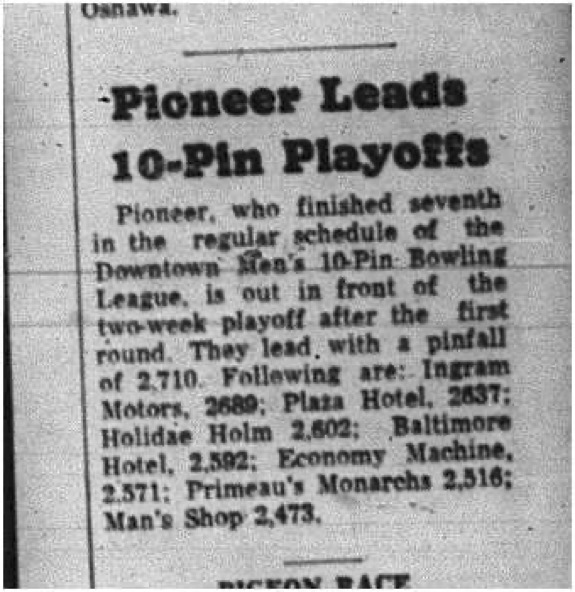 Oshawa.
Pioneer Leads
10-Pin Playoffs
Pioneer, who finished seventh
in the regular schedule of the
Downtown Men's 10-Pin Bowling
League, is out in front of the
two-week playoff after the first
round. They lead with a pinfall
of 2,710. Following are: Ingram
Motors, 2689; Plaza Hotel, 2637;
Holidae Holm 2,602; Baltimore
Hotel, 2,592; Economy Machine,
2,571; Primeau's Monarchs 2,516;
Man's Shop 2,473.
PIGEON RACE